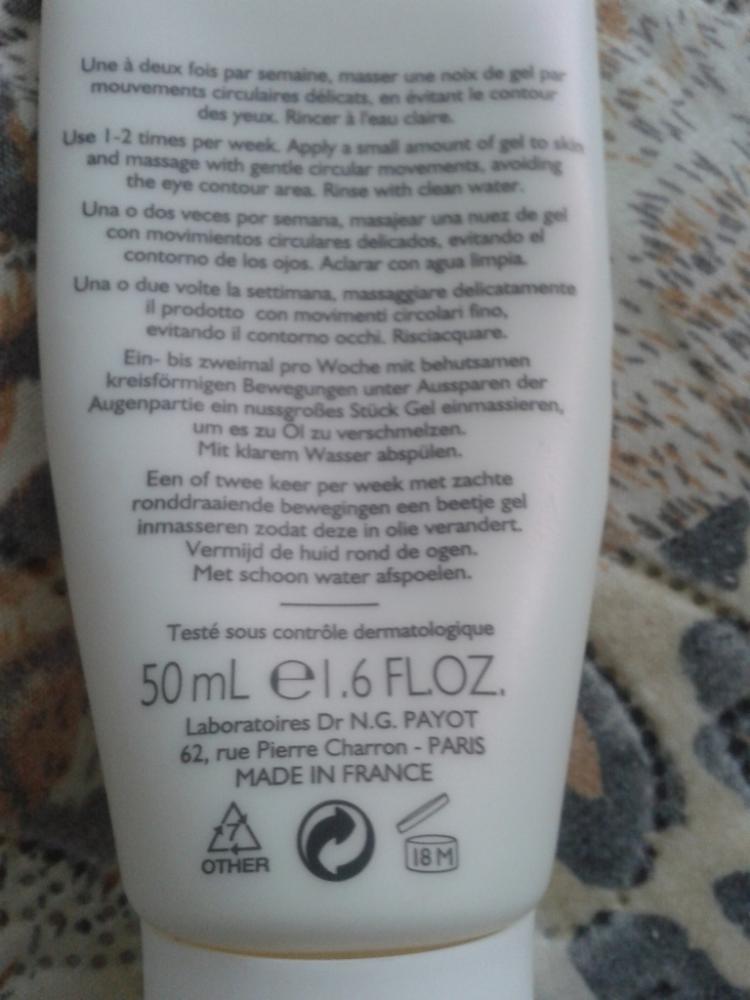 Une à deux fois par semaine, masser une noix de gel par
mouvements circulaires délicats, en évitant le contour
des yeux. Rincer à l'eau claire.
Use 1-2 times per week. Apply a small amount of gel to skin
and massage with gentle circular movements, avoiding
the eye contour area. Rinse with clean water.
Una o dos veces por semana, masajear una nuez de gel
con movimientos circulares delicados, evitando el
contorno de los ojos. Aclarar con agua limpia.
Una o due volte la settimana, massaggiare delicatamente
il prodotto con movimenti circolari fino,
evitando il contorno occhi. Risciacquare.
Ein- bis zweimal pro Woche mit behutsamen
kreisförmigen Bewegungen unter Aussparen der
Augenpartie ein nussgroßes Stück Gel einmassieren,
um es zu Öl zu verschmelzen.
Mit klarem Wasser abspülen.
Een of twee keer per week met zachte
ronddraaiende bewegingen een beetje gel
inmasseren zodat deze in olie verandert.
Vermijd de huid rond de ogen.
Met schoon water afspoelen.
Testé sous contrôle dermatologique
50 mL ℮1.6 FL.OZ.
Laboratoires Dr N.G. PAYOT
62, rue Pierre Charron - PARIS
MADE IN FRANCE
7 18 M
OTHER